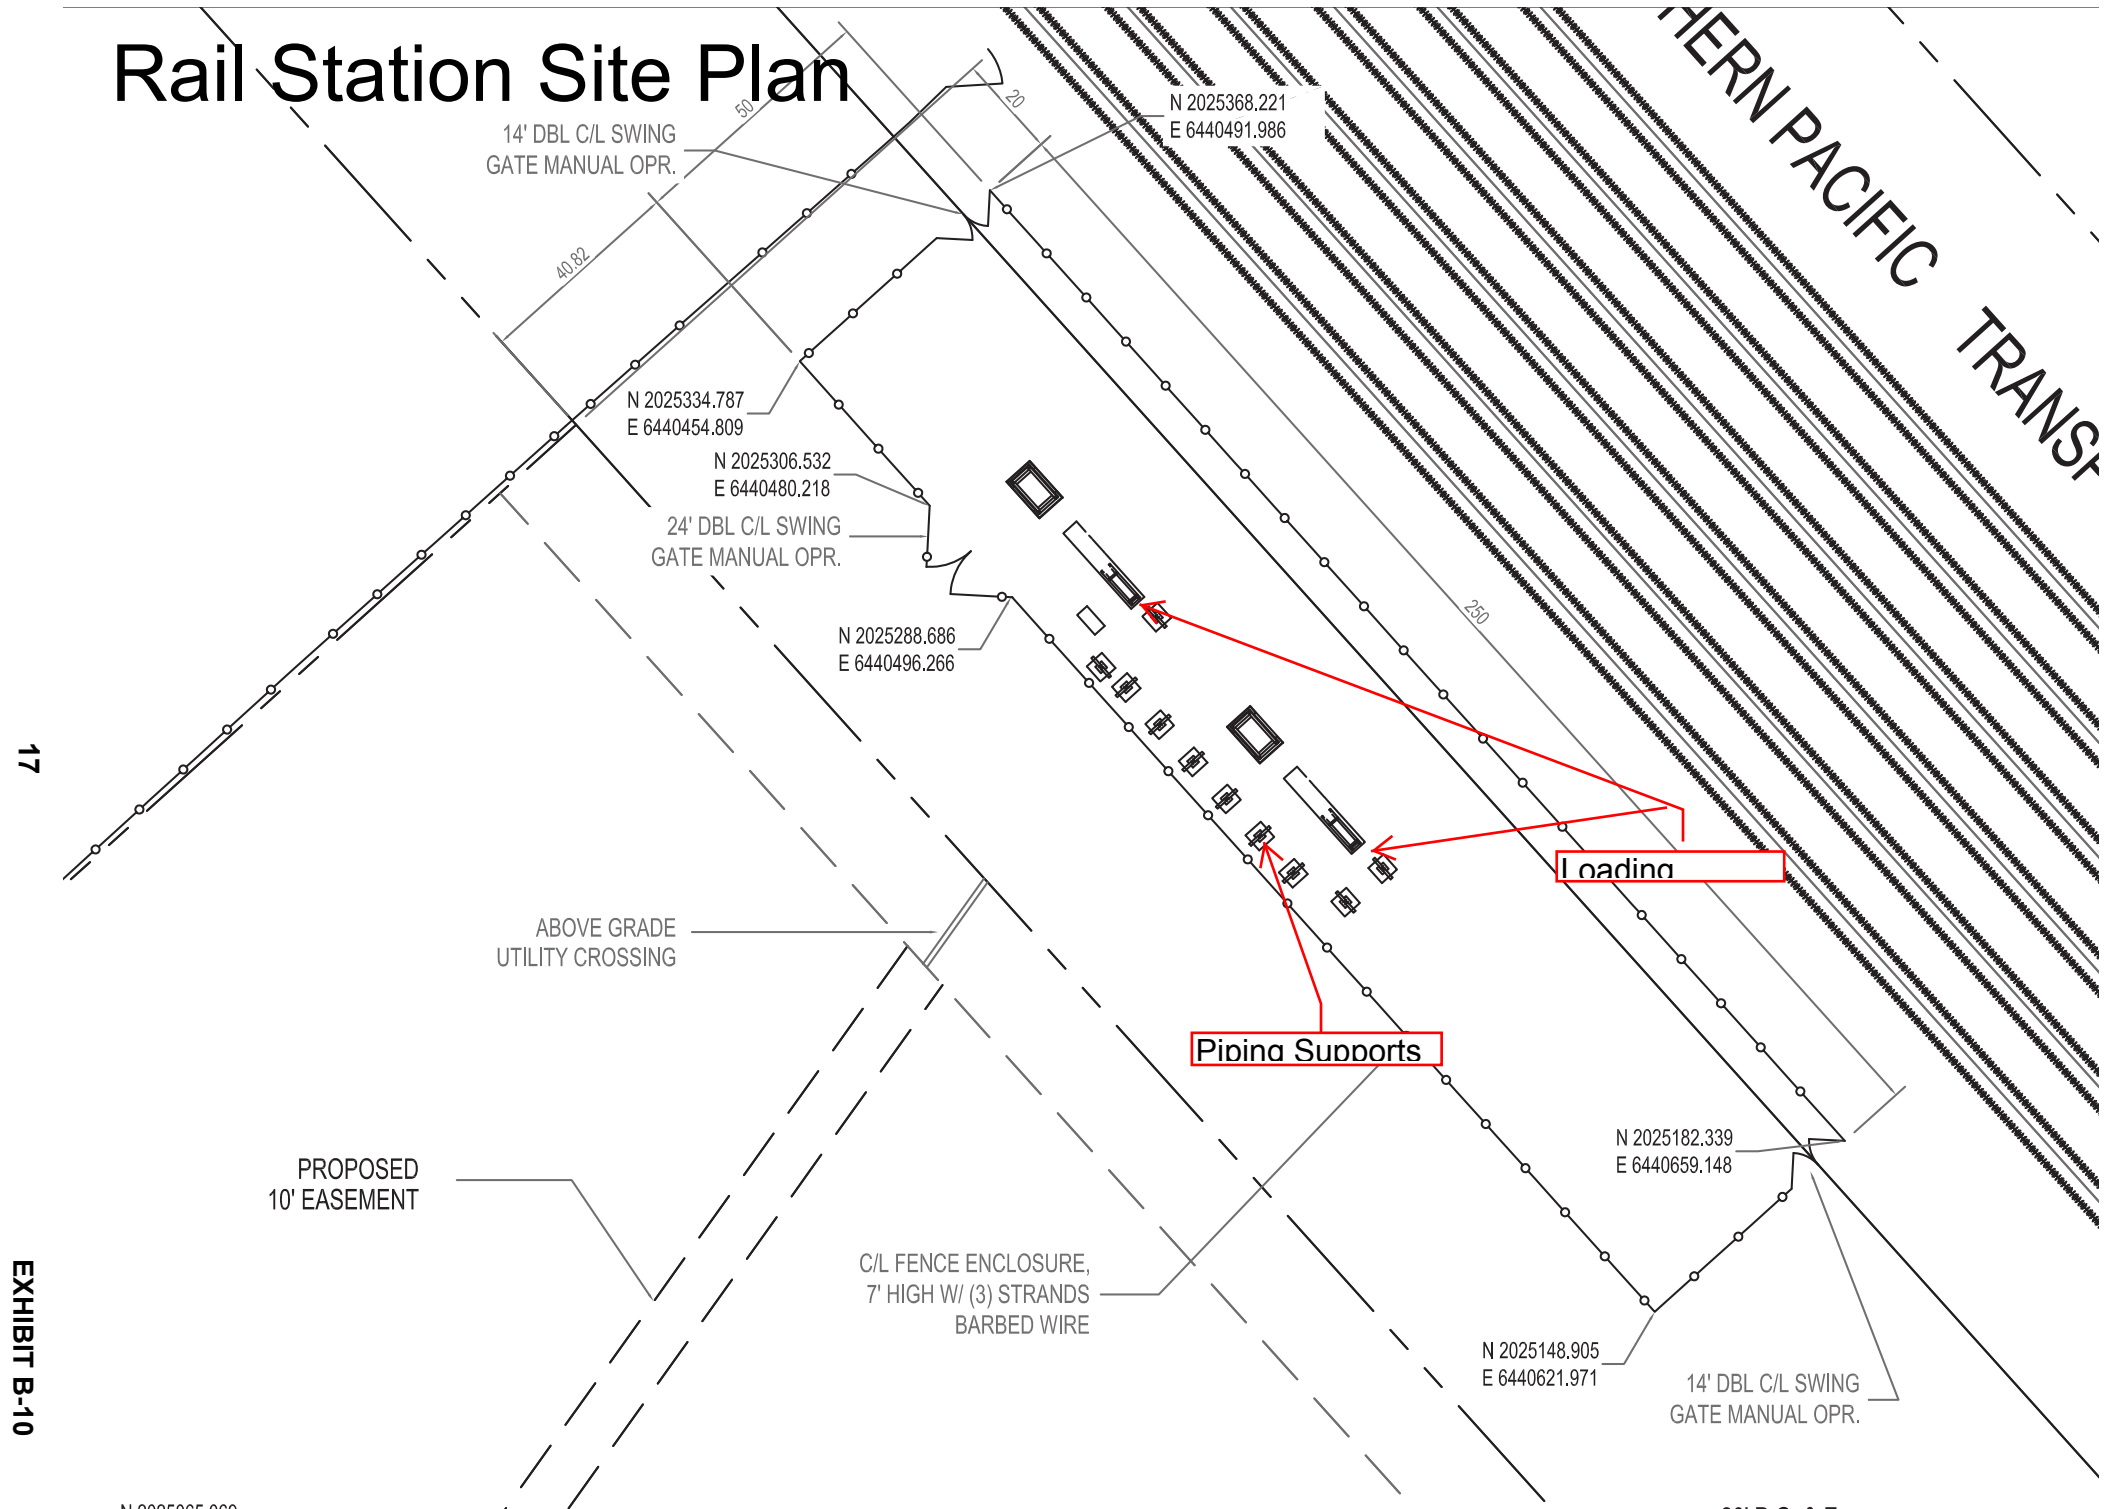 Rail Station Site Plan
14' DBL C/L SWING
GATE MANUAL OPR.
50
20
40.82
N 2025368.221
E 6440491.986
HERN PACIFIC TRANSP
N 2025334.787
E 6440454.809
N 2025306.532
E 6440480.218
24' DBL C/L SWING
GATE MANUAL OPR.
N 2025288.686
E 6440496.266
250
17
Loading
ABOVE GRADE
UTILITY CROSSING
Piping Supports
PROPOSED
10' EASEMENT
N 2025182.339
E 6440659.148
C/L FENCE ENCLOSURE,
7' HIGH W/ (3) STRANDS
BARBED WIRE
N 2025148.905
E 6440621.971
14' DBL C/L SWING
GATE MANUAL OPR.
EXHIBIT B-10